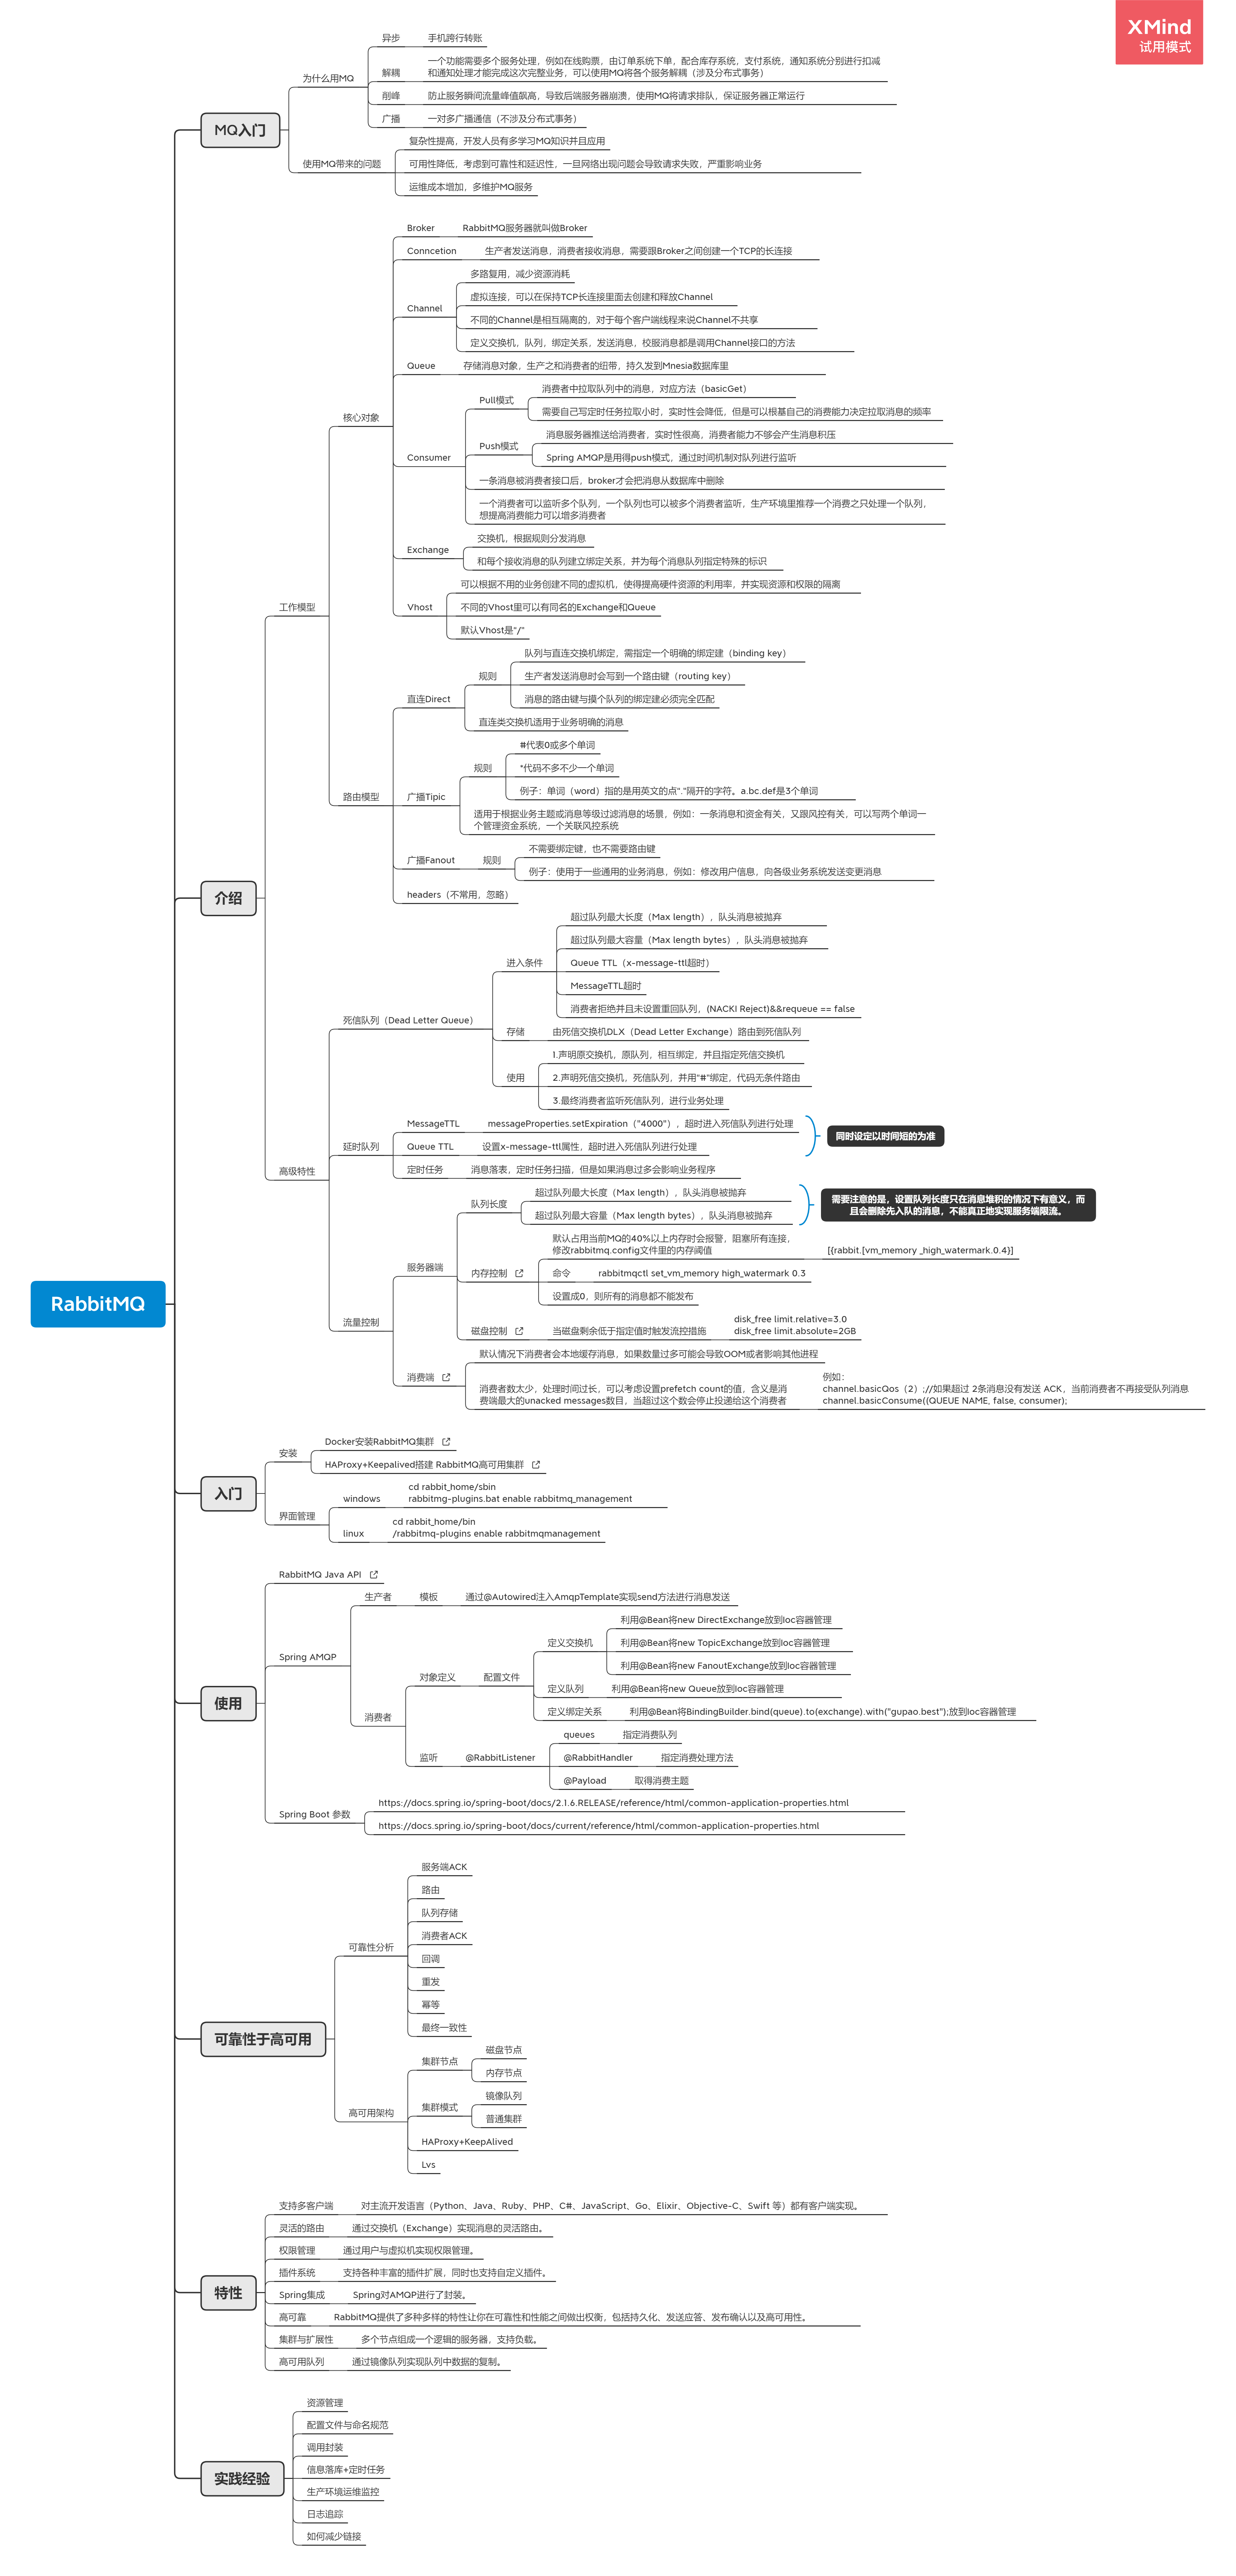 XMind
试用模式
RabbitMQ
MQ入门
为什么用MQ
异步
手机跨行转账
解耦
一个功能需要多个服务处理，例如在线购票，由订单系统下单，配合库存系统，支付系统，通知系统分别进行扣减
和通知处理才能完成这次完整业务，可以使用MQ将各个服务解耦（涉及分布式事务）
削峰
防止服务瞬间流量峰值飙高，导致后端服务器崩溃，使用MQ将请求排队，保证服务器正常运行
广播
一对多广播通信（不涉及分布式事务）
使用MQ带来的问题
复杂性提高，开发人员有多学习MQ知识并且应用
可用性降低，考虑到可靠性和延迟性，一旦网络出现问题会导致请求失败，严重影响业务
运维成本增加，多维护MQ服务
介绍
工作模型
核心对象
Broker
RabbitMQ服务器就叫做Broker
Conncetion
生产者发送消息，消费者接收消息，需要跟Broker之间创建一个TCP的长连接
Channel
多路复用，减少资源消耗
虚拟连接，可以在保持TCP长连接里面去创建和释放Channel
不同的Channel是相互隔离的，对于每个客户端线程来说Channel不共享
定义交换机，队列，绑定关系，发送消息，校服消息都是调用Channel接口的方法
Queue
存储消息对象，生产之和消费者的纽带，持久发到Mnesia数据库里
Consumer
Pull模式
消费者中拉取队列中的消息，对应方法（basicGet）
需要自己写定时任务拉取小时，实时性会降低，但是可以根基自己的消费能力决定拉取消息的频率
Push模式
消息服务器推送给消费者，实时性很高，消费者能力不够会产生消息积压
Spring AMQP是用得push模式，通过时间机制对队列进行监听
一条消息被消费者接口后，broker才会把消息从数据库中删除
一个消费者可以监听多个队列，一个队列也可以被多个消费者监听，生产环境里推荐一个消费之只处理一个队列，
想提高消费能力可以增多消费者
Exchange
交换机，根据规则分发消息
和每个接收消息的队列建立绑定关系，并为每个消息队列指定特殊的标识
Vhost
可以根据不用的业务创建不同的虚拟机，使得提高硬件资源的利用率，并实现资源和权限的隔离
不同的Vhost里可以有同名的Exchange和Queue
默认Vhost是"/"
路由模型
直连Direct
规则
队列与直连交换机绑定，需指定一个明确的绑定建（binding key）
生产者发送消息时会写到一个路由键（routing key）
消息的路由键与摸个队列的绑定建必须完全匹配
直连类交换机适用于业务明确的消息
广播Tipic
规则
#代表0或多个单词
*代码不多不少一个单词
例子：单词（word）指的是用英文的点"."隔开的字符。a.bc.def是3个单词
适用于根据业务主题或消息等级过滤消息的场景，例如：一条消息和资金有关，又跟风控有关，可以写两个单词一
个管理资金系统，一个关联风控系统
广播Fanout
规则
不需要绑定键，也不需要路由键
例子：使用于一些通用的业务消息，例如：修改用户信息，向各级业务系统发送变更消息
headers（不常用，忽略）
高级特性
死信队列（Dead Letter Queue）
进入条件
超过队列最大长度（Max length），队头消息被抛弃
超过队列最大容量（Max length bytes），队头消息被抛弃
Queue TTL（x-message-ttl超时）
MessageTTL超时
消费者拒绝并且未设置重回队列，(NACKI Reject)&&requeue == false
存储
由死信交换机DLX（Dead Letter Exchange）路由到死信队列
使用
1.声明原交换机，原队列，相互绑定，并且指定死信交换机
2.声明死信交换机，死信队列，并用"#"绑定，代码无条件路由
3.最终消费者监听死信队列，进行业务处理
延时队列
MessageTTL
messageProperties.setExpiration（"4000"），超时进入死信队列进行处理
Queue TTL
设置x-message-ttl属性，超时进入死信队列进行处理
同时设定以时间短的为准
定时任务
消息落表，定时任务扫描，但是如果消息过多会影响业务程序
流量控制
服务器端
队列长度
超过队列最大长度（Max length），队头消息被抛弃
超过队列最大容量（Max length bytes），队头消息被抛弃
需要注意的是，设置队列长度只在消息堆积的情况下有意义，而
且会删除先入队的消息，不能真正地实现服务端限流。
内存控制
默认占用当前MQ的40%以上内存时会报警，阻塞所有连接，
修改rabbitmq.config文件里的内存阈值
[{rabbit.[vm_memory _high_watermark.0.4}]
命令
rabbitmqctl set_vm_memory high_watermark 0.3
设置成0，则所有的消息都不能发布
磁盘控制
当磁盘剩余低于指定值时触发流控措施
disk_free limit.relative=3.0
disk_free limit.absolute=2GB
消费端
默认情况下消费者会本地缓存消息，如果数量过多可能会导致OOM或者影响其他进程
消费者数太少，处理时间过长，可以考虑设置prefetch count的值，含义是消
费端最大的unacked messages数目，当超过这个数会停止投递给这个消费者
例如：
channel.basicQos（2）;//如果超过 2条消息没有发送 ACK，当前消费者不再接受队列消息
channel.basicConsume((QUEUE NAME, false, consumer);
入门
安装
Docker安装RabbitMQ集群
HAProxy+Keepalived搭建 RabbitMQ高可用集群
界面管理
windows
cd rabbit_home/sbin
rabbitmg-plugins.bat enable rabbitmq_management
linux
cd rabbit_home/bin
/rabbitmq-plugins enable rabbitmqmanagement
使用
RabbitMQ Java API
Spring AMQP
生产者
模板
通过@Autowired注入AmqpTemplate实现send方法进行消息发送
消费者
对象定义
配置文件
定义交换机
利用@Bean将new DirectExchange放到Ioc容器管理
利用@Bean将new TopicExchange放到Ioc容器管理
利用@Bean将new FanoutExchange放到Ioc容器管理
定义队列
利用@Bean将new Queue放到Ioc容器管理
定义绑定关系
利用@Bean将BindingBuilder.bind(queue).to(exchange).with("gupao.best");放到Ioc容器管理
监听
@RabbitListener
queues
指定消费队列
@RabbitHandler
指定消费处理方法
@Payload
取得消费主题
Spring Boot 参数
https://docs.spring.io/spring-boot/docs/2.1.6.RELEASE/reference/html/common-application-properties.html
https://docs.spring.io/spring-boot/docs/current/reference/html/common-application-properties.html
可靠性于高可用
可靠性分析
服务端ACK
路由
队列存储
消费者ACK
回调
重发
幂等
最终一致性
高可用架构
集群节点
磁盘节点
内存节点
集群模式
镜像队列
普通集群
HAProxy+KeepAlived
Lvs
特性
支持多客户端
对主流开发语言（Python、Java、Ruby、PHP、C#、JavaScript、Go、Elixir、Objective-C、Swift 等）都有客户端实现。
灵活的路由
通过交换机（Exchange）实现消息的灵活路由。
权限管理
通过用户与虚拟机实现权限管理。
插件系统
支持各种丰富的插件扩展，同时也支持自定义插件。
Spring集成
Spring对AMQP进行了封装。
高可靠
RabbitMQ提供了多种多样的特性让你在可靠性和性能之间做出权衡，包括持久化、发送应答、发布确认以及高可用性。
集群与扩展性
多个节点组成一个逻辑的服务器，支持负载。
高可用队列
通过镜像队列实现队列中数据的复制。
实践经验
资源管理
配置文件与命名规范
调用封装
信息落库+定时任务
生产环境运维监控
日志追踪
如何减少链接